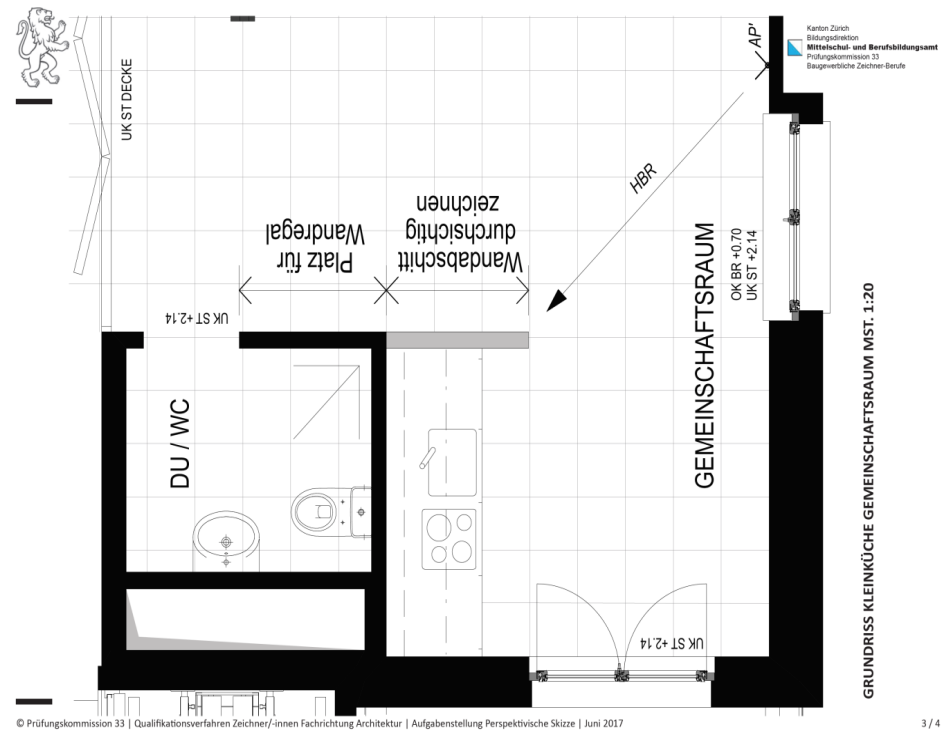 Kanton Zürich
Bildungsdirektion
Mittelschul- und Berufsbildungsamt
Prüfungskommission 33
Baugewerbliche Zeichner-Berufe
AP'
UK ST DECKE
HBR
Wandabschitt
durchsichtig
zeichnen
Platz für
Wandregal
GEMEINSCHAFTSRAUM
OK BR +0.70
UK ST +2.14
UK ST +2.14
DU / WC
UK ST +2.14
GRUNDRISS KLEINKÜCHE GEMEINSCHAFTSRAUM MST. 1:20
© Prüfungskommission 33 | Qualifikationsverfahren Zeichner/-innen Fachrichtung Architektur | Aufgabenstellung Perspektivische Skizze | Juni 2017
3 / 4